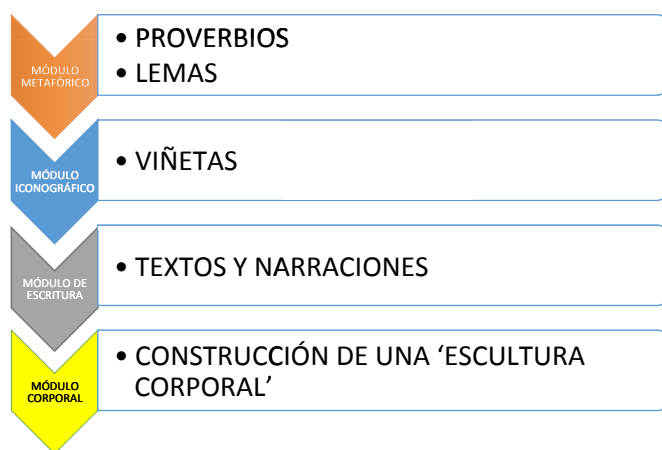 MÓDULO
METAFÓRICO
• PROVERBIOS
• LEMAS
MÓDULO
ICONOGRÁFICO
• VIÑETAS
MÓDULO DE
ESCRITURA
• TEXTOS Y NARRACIONES
MÓDULO
CORPORAL
• CONSTRUCCIÓN DE UNA ‘ESCULTURA
CORPORAL’